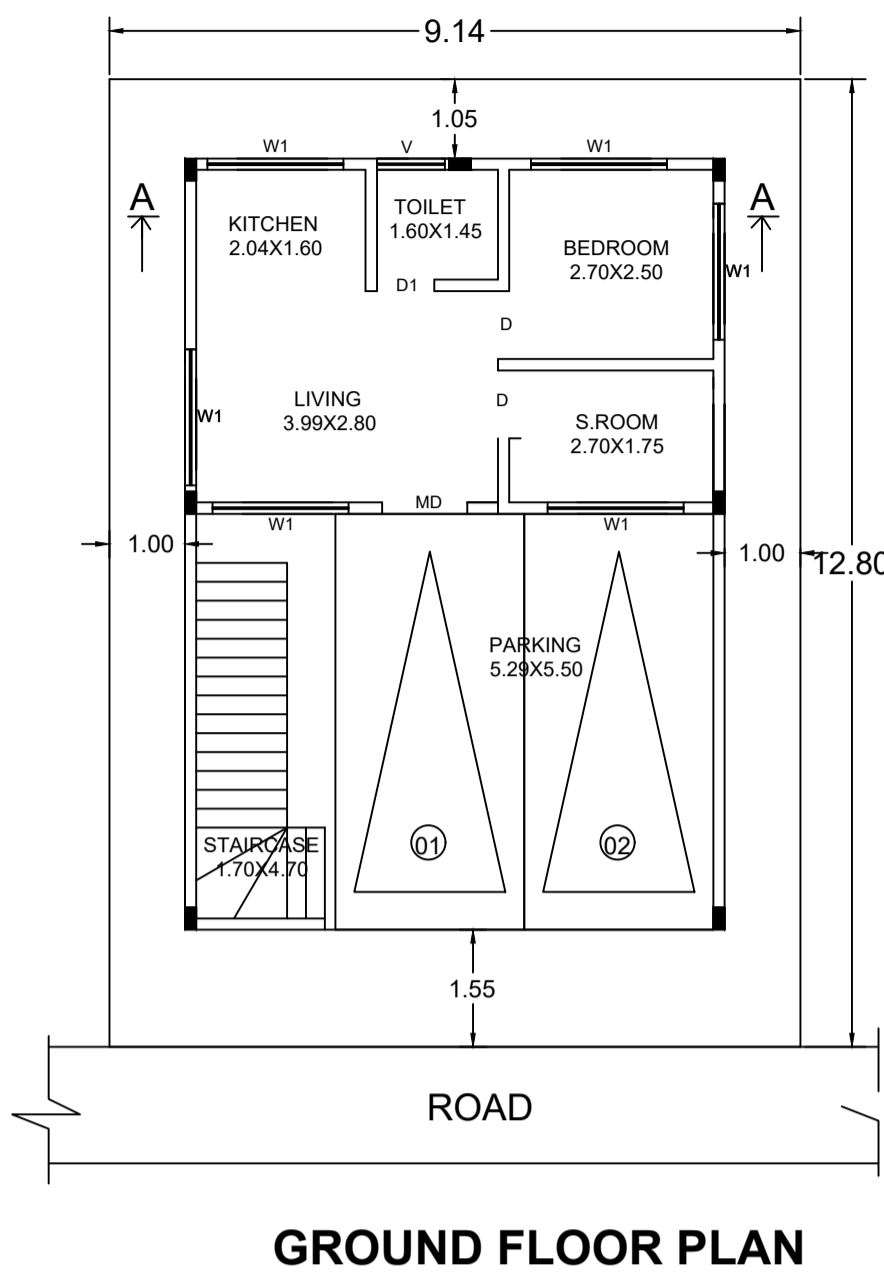 9.14
1.05
W1
V
W1
A
A
KITCHEN
2.04X1.60
TOILET
1.60X1.45
BEDROOM
2.70X2.50
W1
D1
D
LIVING
3.99X2.80
D
S.ROOM
2.70X1.75
W1
MD
W1
W1
1.00
1.00
12.80
PARKING
5.29X5.50
STAIRCASE
1.70X4.70
01
02
1.55
ROAD
GROUND FLOOR PLAN